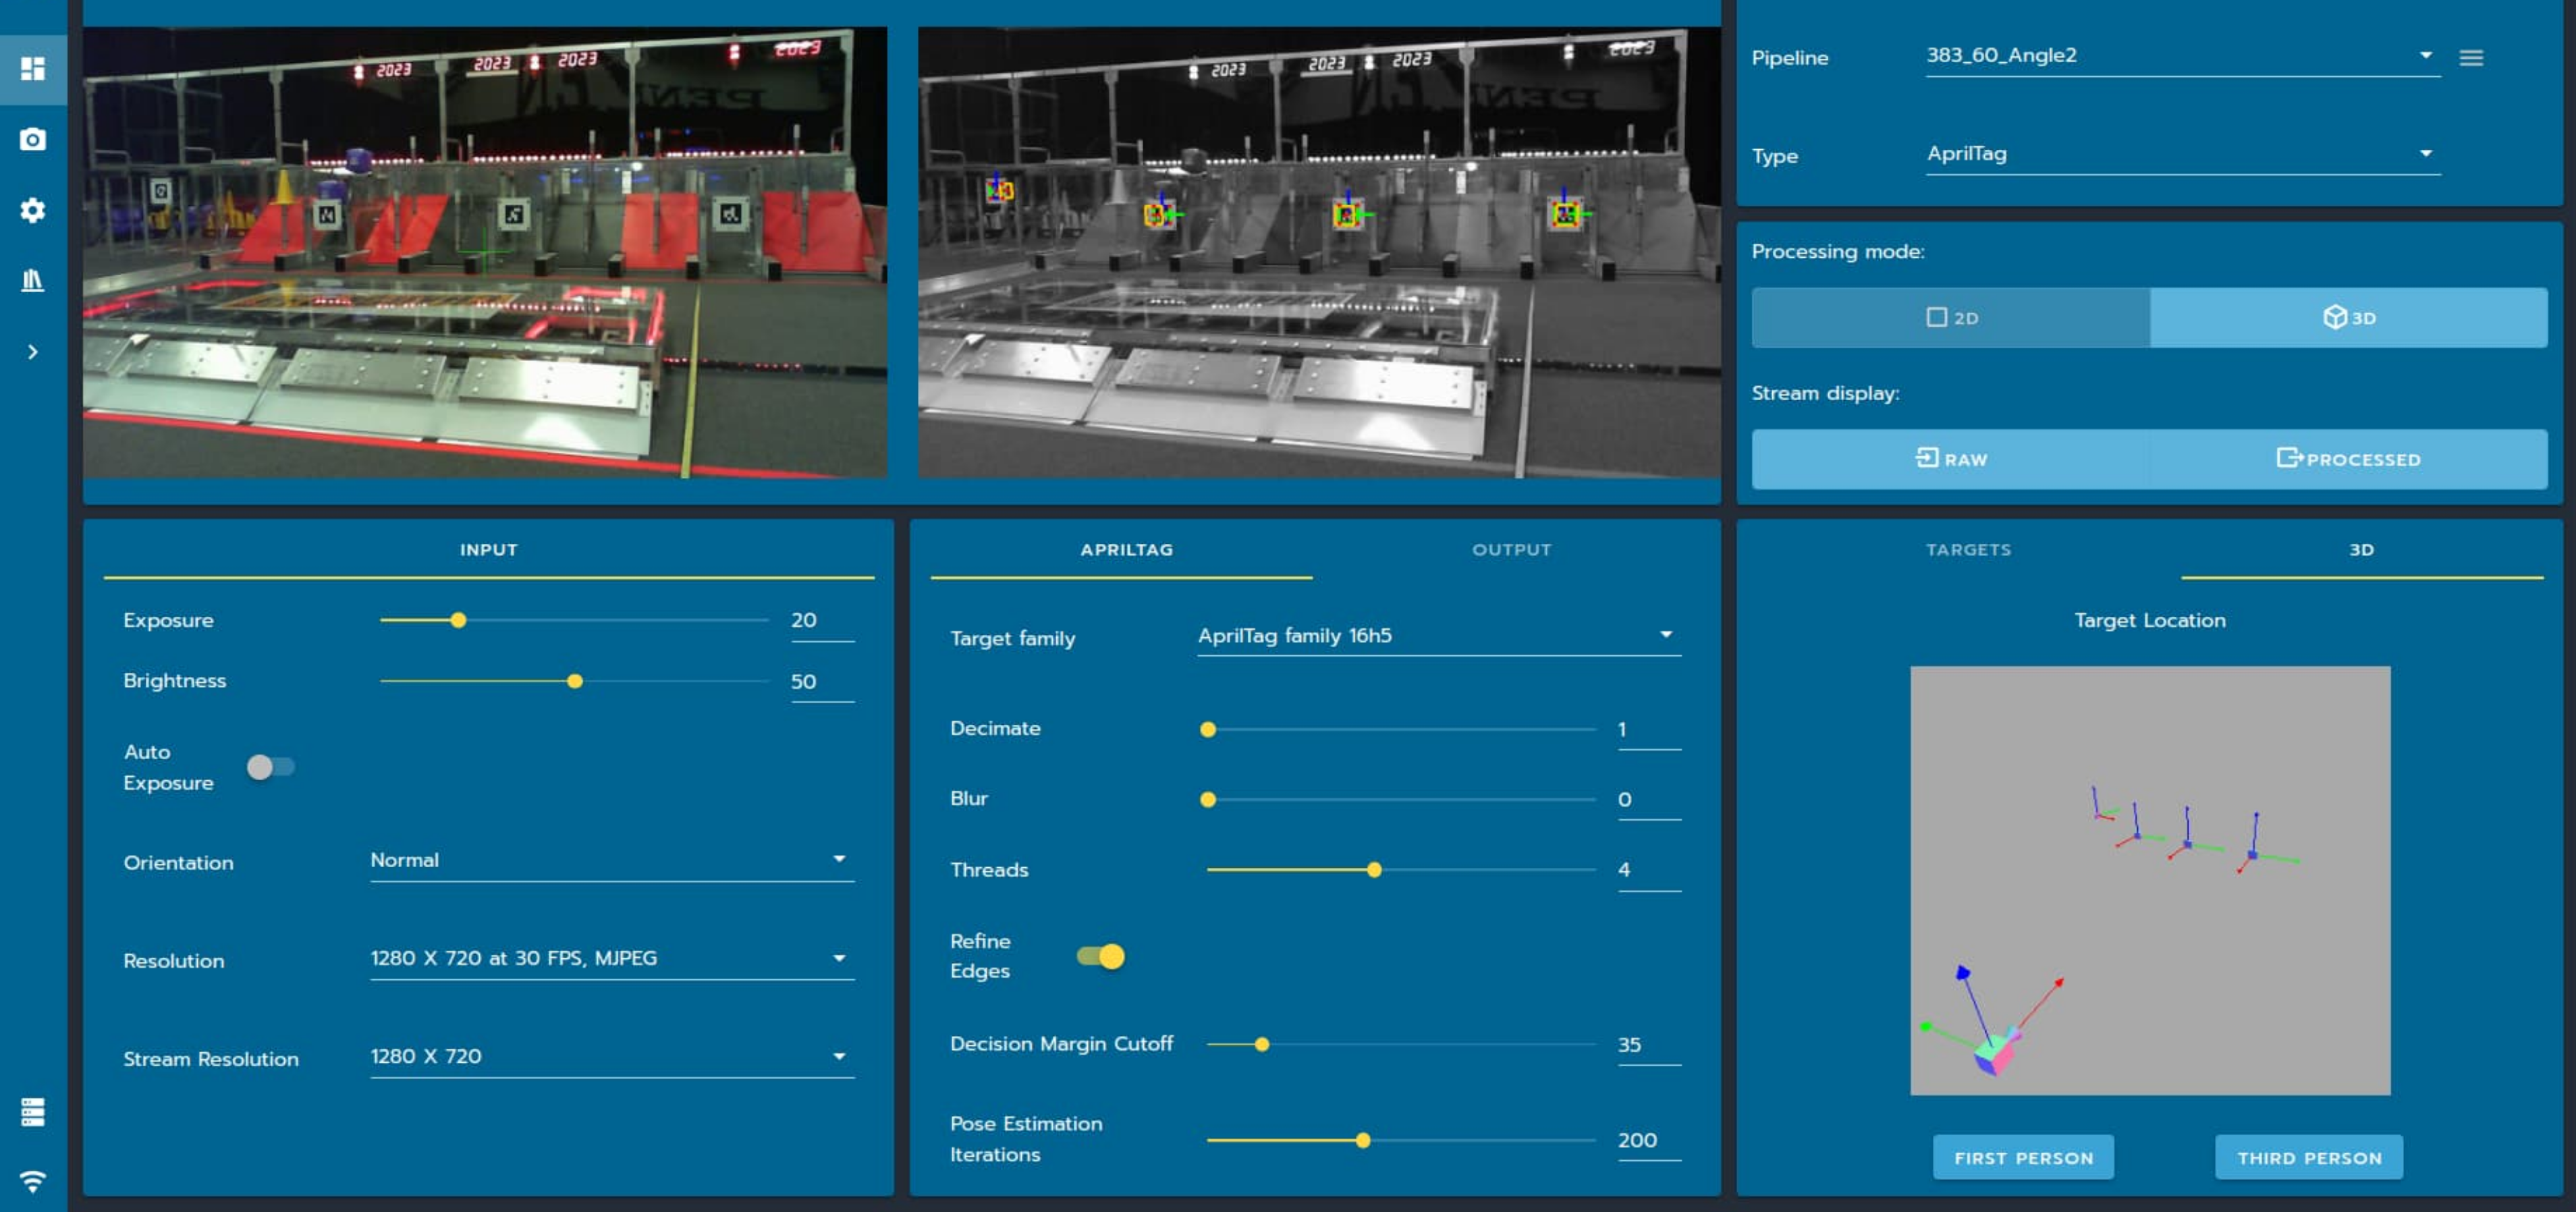 2023
2023
2023
2023
2023
2023
2023
2023
Pipeline
383_60_Angle2
Type
AprilTag
Processing mode:
2D
3D
Stream display:
RAW
PROCESSED
INPUT
Exposure
20
Brightness
50
Auto
Exposure
Orientation
Normal
Resolution
1280 X 720 at 30 FPS, MJPEG
Stream Resolution
1280 X 720
APRILTAG
OUTPUT
Target family
AprilTag family 16h5
Decimate
1
Blur
0
Threads
4
Refine
Edges
Decision Margin Cutoff
35
Pose Estimation
Iterations
200
TARGETS
3D
Target Location
FIRST PERSON
THIRD PERSON